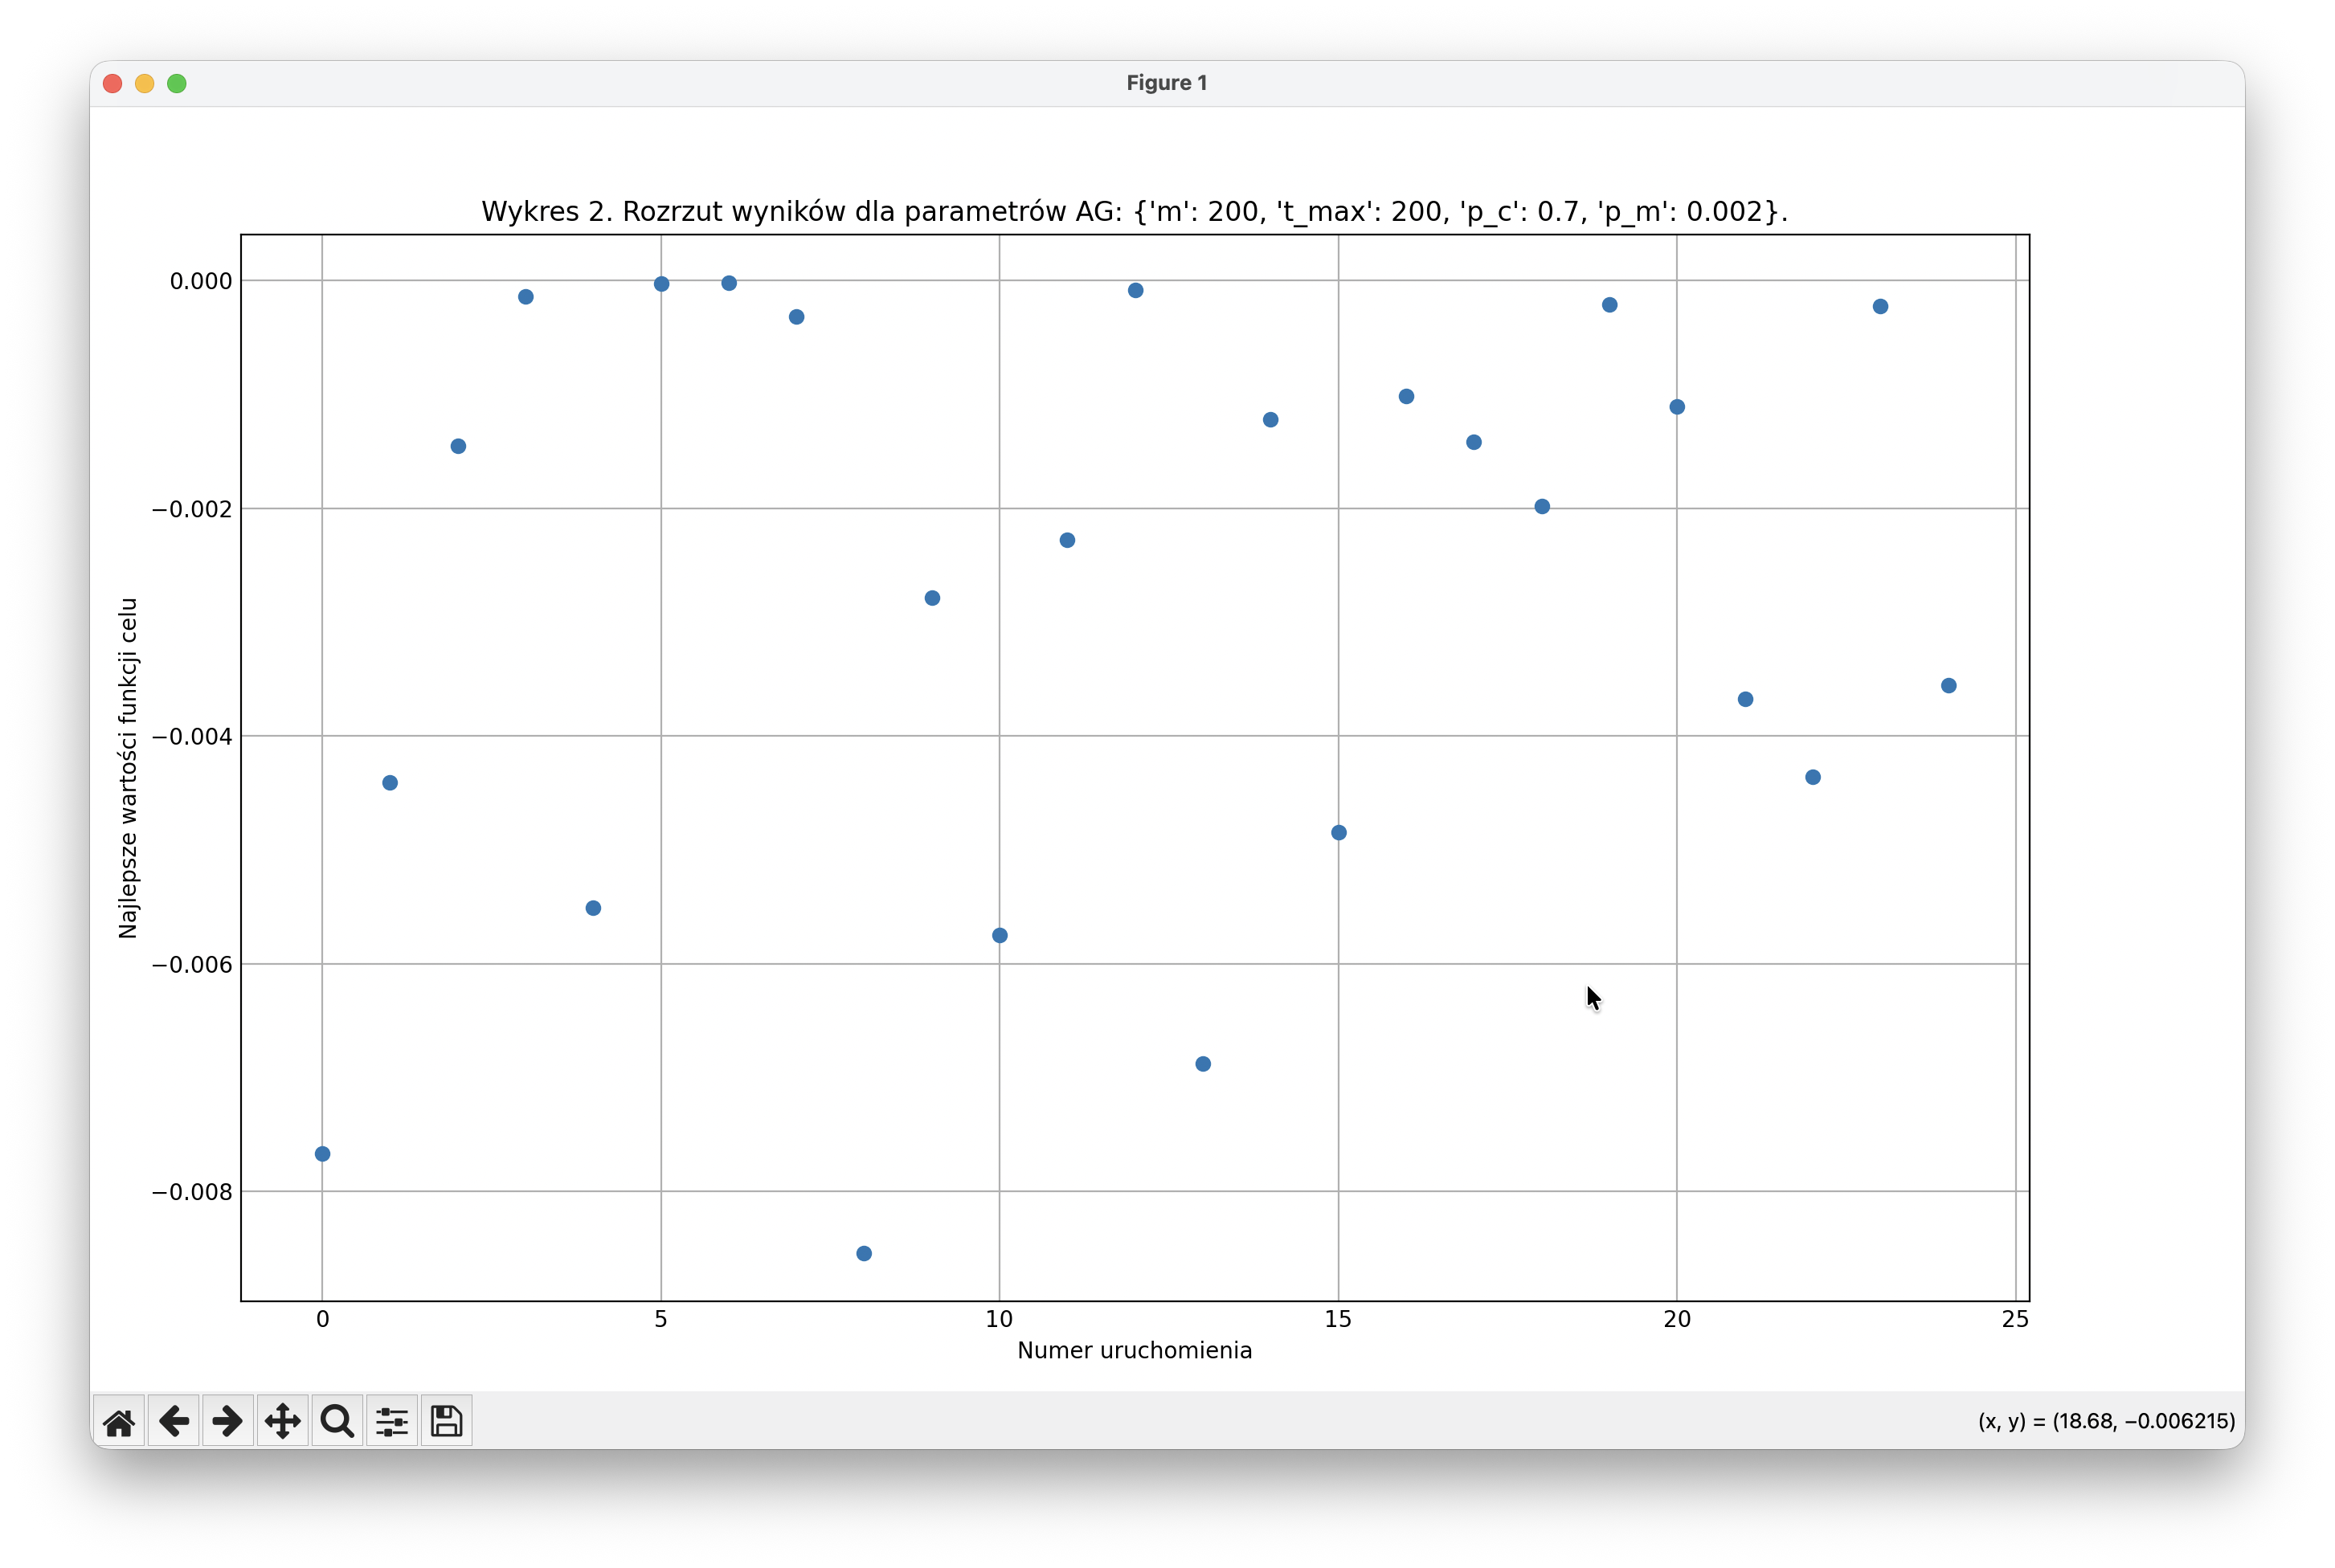 Figure 1
Wykres 2. Rozrzut wyników dla parametrów AG: {'m': 200, 't_max': 200, 'p_c': 0.7, 'p_m': 0.002}.
0.000
−0.002
−0.004
−0.006
−0.008
Najlepsze wartości funkcji celu
0 5 10 15 20 25
Numer uruchomienia
(x, y) = (18.68, −0.006215)